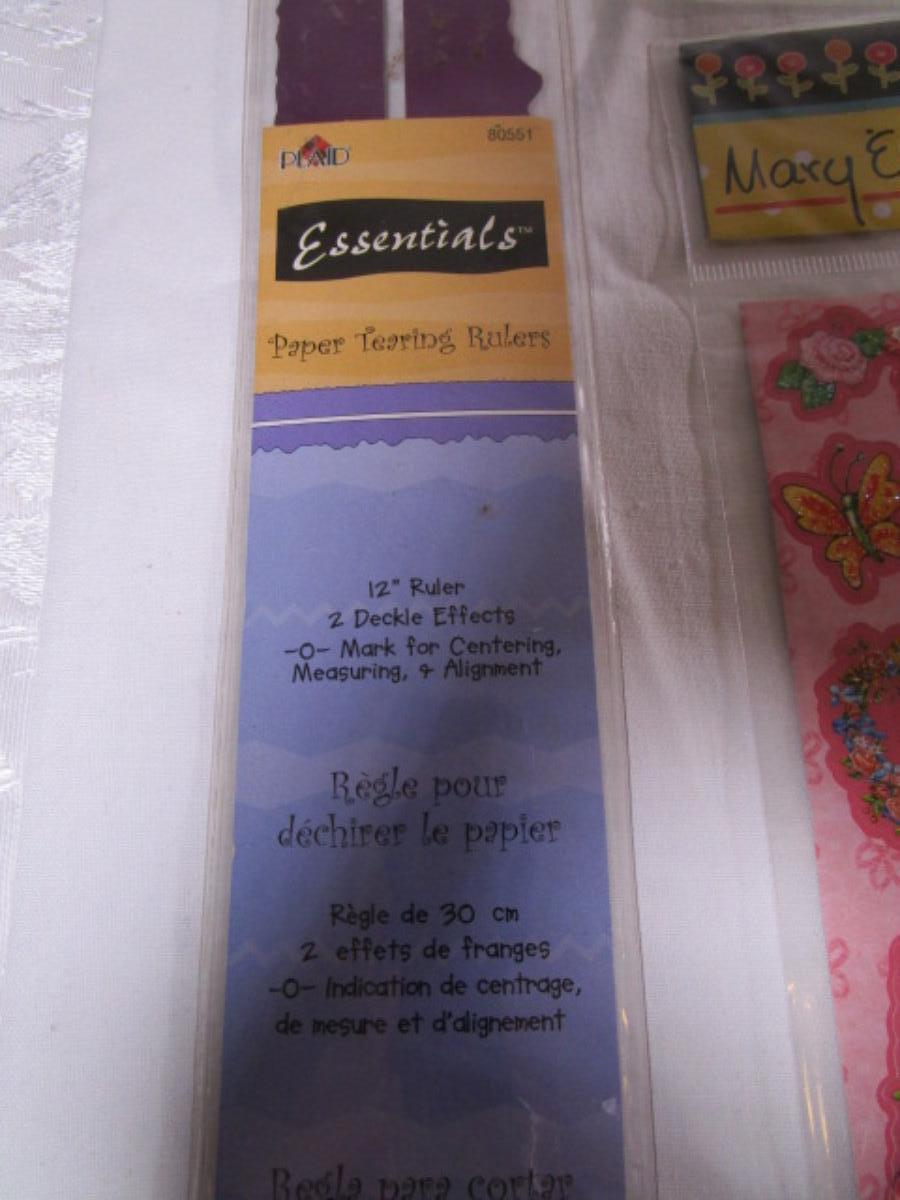 PLAID
80551
Essentials™
Paper Tearing Rulers
12" Ruler
2 Deckle Effects
-O- Mark for Centering,
Measuring, & Alignment
Règle pour
déchirer le papier
Règle de 30 cm
2 effets de franges
-O- Indication de centrage,
de mesure et d'alignement
Regla para cortar
Mary E